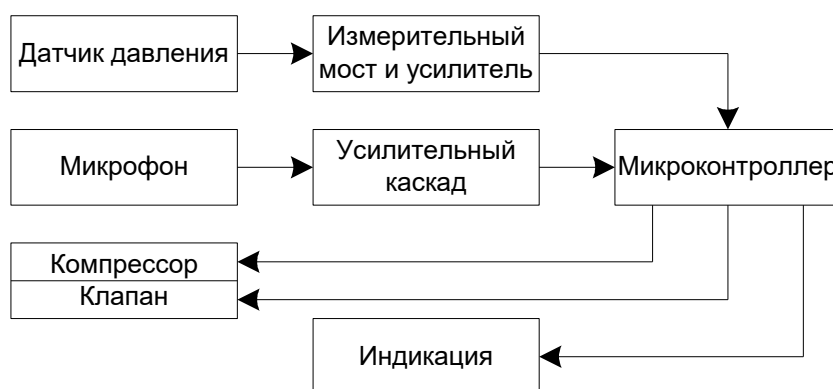 Датчик давления
Измерительный
мост и усилитель
Микрофон
Усилительный
каскад
Микроконтроллер
Компрессор
Клапан
Индикация